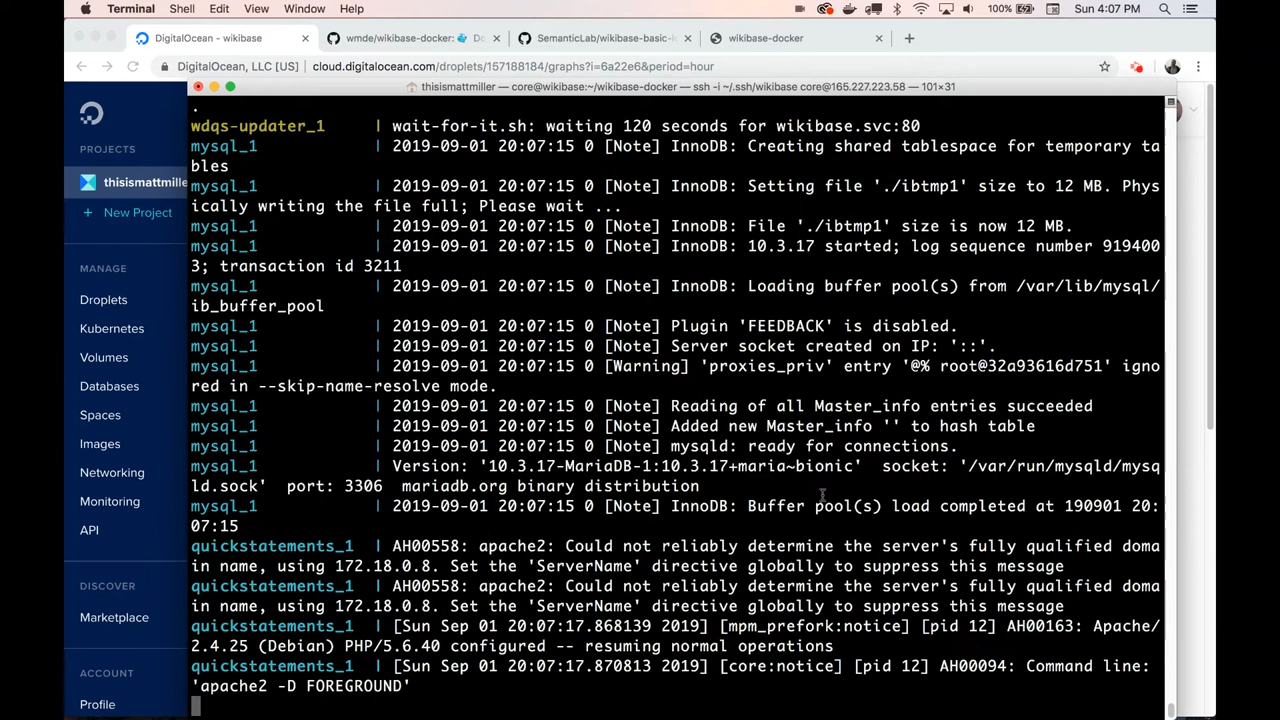 Terminal Shell Edit View Window Help 100% Sun 4:07 PM
DigitalOcean - wikibase
wmde/wikibase-docker:
SemanticLab/wikibase-basic-
wikibase-docker
DigitalOcean, LLC [US] cloud.digitalocean.com/droplets/157188184/graphs?i=6a22e6&period=hour
thisismattmiller — core@wikibase:~/wikibase-docker — ssh -i ~/.ssh/wikibase core@165.227.223.58 — 101×31
PROJECTS
thisismattmille
+ New Project
MANAGE
Droplets
Kubernetes
Volumes
Databases
Spaces
Images
Networking
Monitoring
API
DISCOVER
Marketplace
ACCOUNT
Profile
.
wdqs-updater_1 | wait-for-it.sh: waiting 120 seconds for wikibase.svc:80
mysql_1 | 2019-09-01 20:07:15 0 [Note] InnoDB: Creating shared tablespace for temporary ta
bles
mysql_1 | 2019-09-01 20:07:15 0 [Note] InnoDB: Setting file './ibtmp1' size to 12 MB. Phys
ically writing the file full; Please wait ...
mysql_1 | 2019-09-01 20:07:15 0 [Note] InnoDB: File './ibtmp1' size is now 12 MB.
mysql_1 | 2019-09-01 20:07:15 0 [Note] InnoDB: 10.3.17 started; log sequence number 919400
3; transaction id 3211
mysql_1 | 2019-09-01 20:07:15 0 [Note] InnoDB: Loading buffer pool(s) from /var/lib/mysql/
ib_buffer_pool
mysql_1 | 2019-09-01 20:07:15 0 [Note] Plugin 'FEEDBACK' is disabled.
mysql_1 | 2019-09-01 20:07:15 0 [Note] Server socket created on IP: '::'.
mysql_1 | 2019-09-01 20:07:15 0 [Warning] 'proxies_priv' entry '@% root@32a93616d751' igno
red in --skip-name-resolve mode.
mysql_1 | 2019-09-01 20:07:15 0 [Note] Reading of all Master_info entries succeeded
mysql_1 | 2019-09-01 20:07:15 0 [Note] Added new Master_info '' to hash table
mysql_1 | 2019-09-01 20:07:15 0 [Note] mysqld: ready for connections.
mysql_1 | Version: '10.3.17-MariaDB-1:10.3.17+maria~bionic' socket: '/var/run/mysqld/mysq
ld.sock' port: 3306 mariadb.org binary distribution
mysql_1 | 2019-09-01 20:07:15 0 [Note] InnoDB: Buffer pool(s) load completed at 190901 20:
07:15
quickstatements_1 | AH00558: apache2: Could not reliably determine the server's fully qualified doma
in name, using 172.18.0.8. Set the 'ServerName' directive globally to suppress this message
quickstatements_1 | AH00558: apache2: Could not reliably determine the server's fully qualified doma
in name, using 172.18.0.8. Set the 'ServerName' directive globally to suppress this message
quickstatements_1 | [Sun Sep 01 20:07:17.868139 2019] [mpm_prefork:notice] [pid 12] AH00163: Apache/
2.4.25 (Debian) PHP/5.6.40 configured -- resuming normal operations
quickstatements_1 | [Sun Sep 01 20:07:17.870813 2019] [core:notice] [pid 12] AH00094: Command line:
'apache2 -D FOREGROUND'